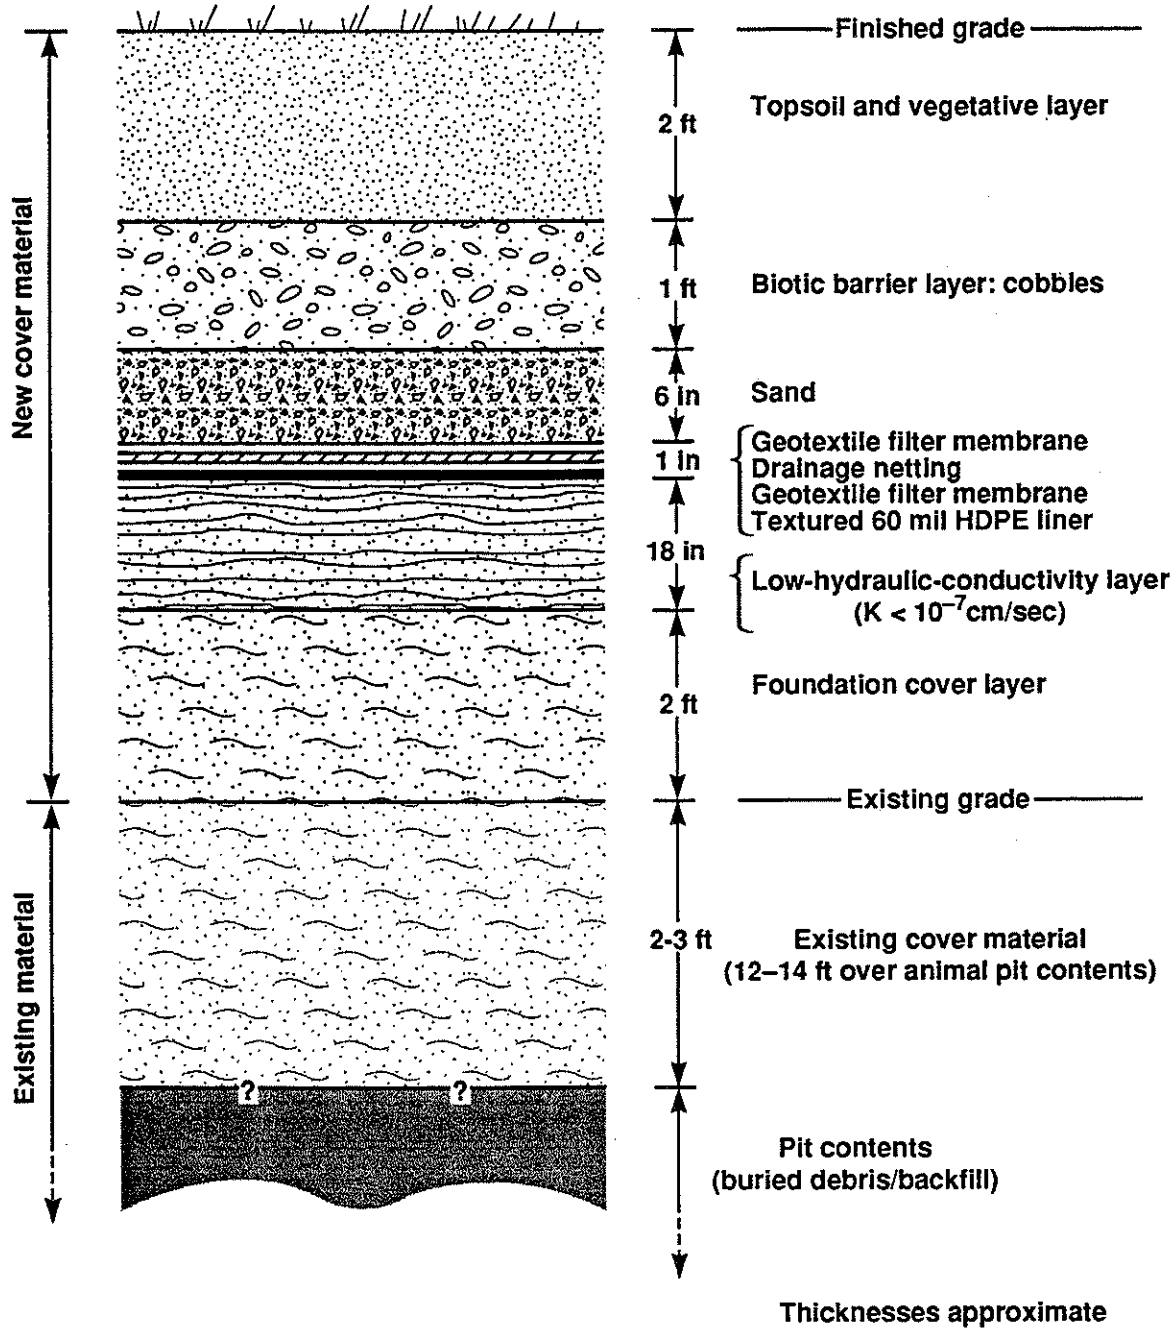 Finished grade
2 ft
Topsoil and vegetative layer
New cover material
1 ft
Biotic barrier layer: cobbles
6 in
Sand
1 in
Geotextile filter membrane
Drainage netting
Geotextile filter membrane
Textured 60 mil HDPE liner
18 in
Low-hydraulic-conductivity layer
(K < 10⁻⁷cm/sec)
2 ft
Foundation cover layer
Existing grade
Existing material
2-3 ft
Existing cover material
(12–14 ft over animal pit contents)
? ?
Pit contents
(buried debris/backfill)
Thicknesses approximate